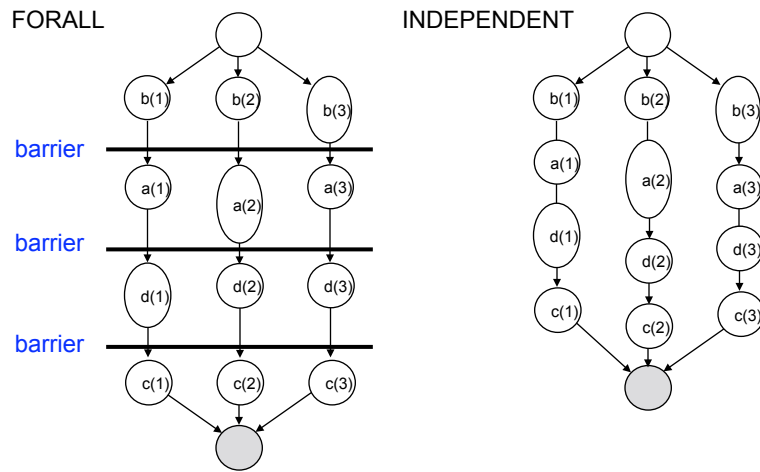 FORALL
INDEPENDENT
b(1) b(2) b(3)
barrier
a(1) a(2) a(3)
barrier
d(1) d(2) d(3)
barrier
c(1) c(2) c(3)
b(1) b(2) b(3)
a(1) a(2) a(3)
d(1) d(2) d(3)
c(1) c(2) c(3)